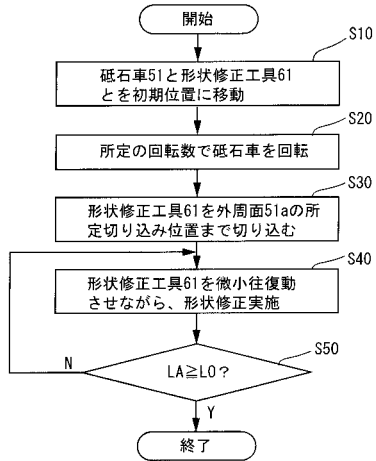 開始
S10
砥石車51と形状修正工具61
とを初期位置に移動
S20
所定の回転数で砥石車を回転
S30
形状修正工具61を外周面51aの所
定切り込み位置まで切り込む
S40
形状修正工具61を微小往復動
させながら、形状修正実施
S50
LA≧L0?
N
Y
終了